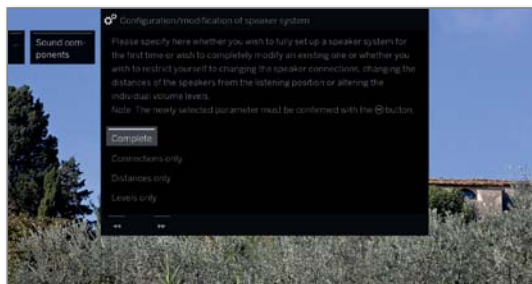 Configuration/modification of speaker system
Sound com-
ponents
Please specify here whether you wish to fully set up a speaker system for
the first time or wish to completely modify an existing one or whether you
wish to restrict yourself to changing the speaker connections, changing the
distances of the speakers from the listening position or altering the
individual volume levels.
Note: The newly selected parameter must be confirmed with the OK button.
Complete
Connections only
Distances only
Levels only